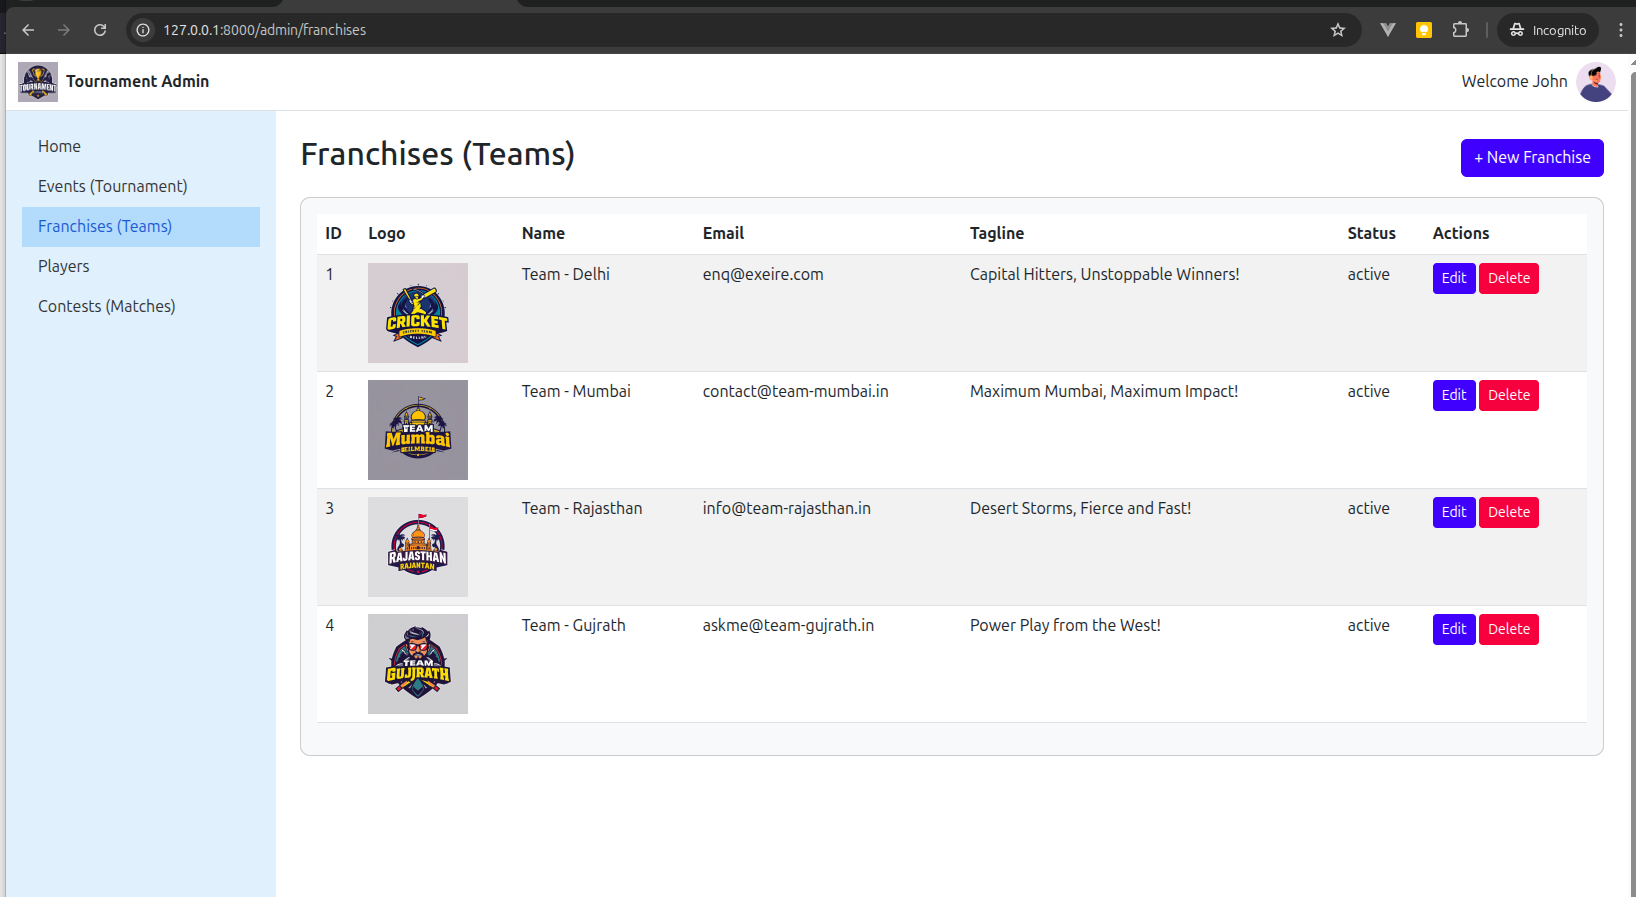 127.0.0.1:8000/admin/franchises
Incognito
TOURNAMENT
Tournament Admin
Welcome John
Home
Events (Tournament)
Franchises (Teams)
Players
Contests (Matches)
Franchises (Teams)
+ New Franchise
ID Logo Name Email Tagline Status Actions
1 Team - Delhi enq@exeire.com Capital Hitters, Unstoppable Winners! active Edit Delete
CRICKET
CRICKET TEAM
DELHI
2 Team - Mumbai contact@team-mumbai.in Maximum Mumbai, Maximum Impact! active Edit Delete
TEAM
Mumbai
3 Team - Rajasthan info@team-rajasthan.in Desert Storms, Fierce and Fast! active Edit Delete
RAJASTHAN
RAJANTAN
4 Team - Gujrath askme@team-gujrath.in Power Play from the West! active Edit Delete
TEAM
GUJJRATH